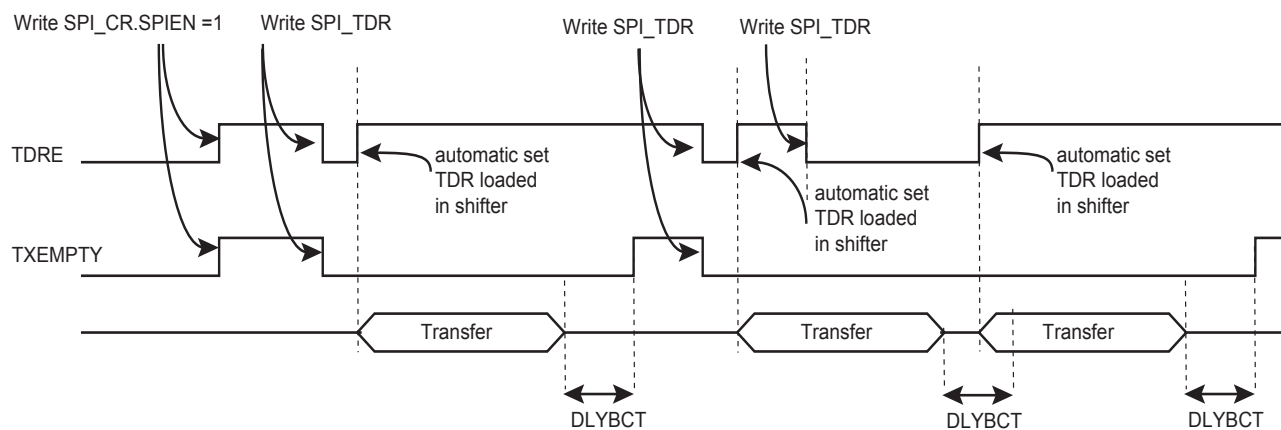 Write SPI_CR.SPIEN =1
Write SPI_TDR
Write SPI_TDR
Write SPI_TDR
TDRE
automatic set
TDR loaded
in shifter
automatic set
TDR loaded
in shifter
automatic set
TDR loaded
in shifter
TXEMPTY
Transfer
Transfer
Transfer
DLYBCT
DLYBCT
DLYBCT